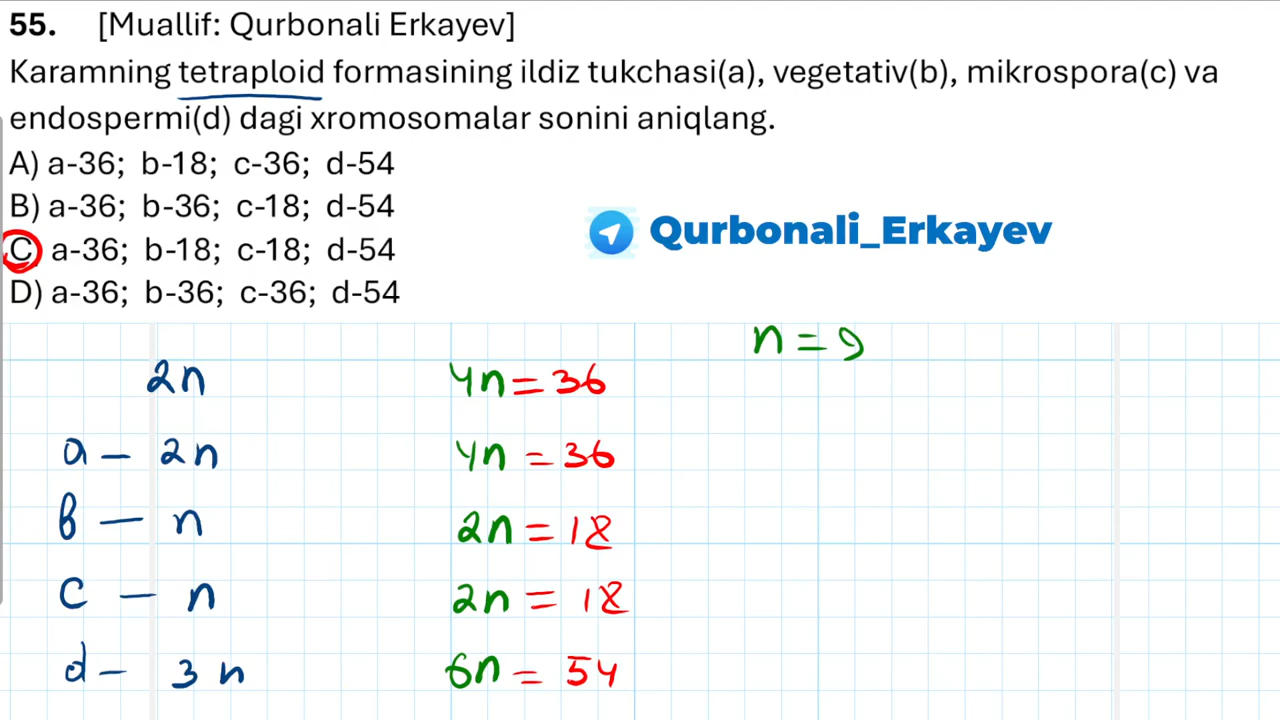 55. [Muallif: Qurbonali Erkayev]
Karamning tetraploid formasining ildiz tukchasi(a), vegetativ(b), mikrospora(c) va
endospermi(d) dagi xromosomalar sonini aniqlang.
A) a-36; b-18; c-36; d-54
B) a-36; b-36; c-18; d-54
C) a-36; b-18; c-18; d-54
D) a-36; b-36; c-36; d-54
Qurbonali_Erkayev
n = 9
2n 4n = 36
a - 2n 4n = 36
b - n 2n = 18
c - n 2n = 18
d - 3n 6n = 54